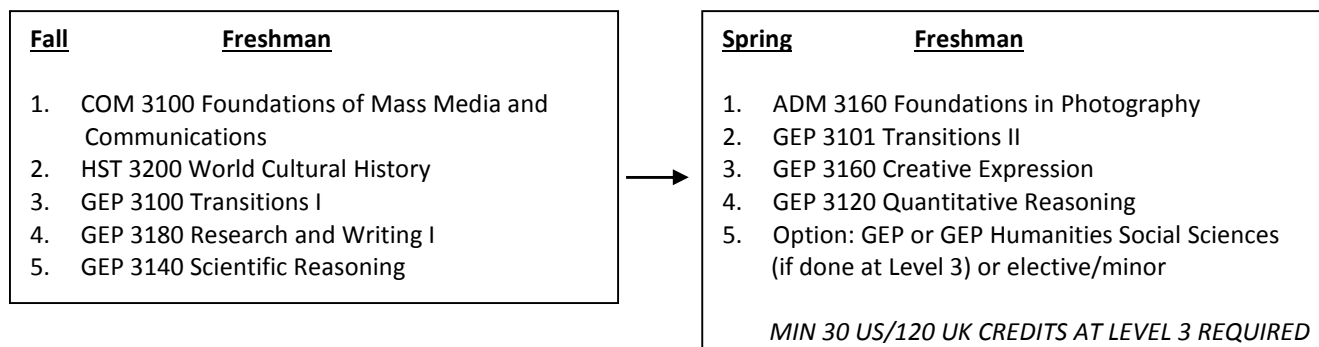 Fall Freshman
1. COM 3100 Foundations of Mass Media and
Communications
2. HST 3200 World Cultural History
3. GEP 3100 Transitions I
4. GEP 3180 Research and Writing I
5. GEP 3140 Scientific Reasoning
Spring Freshman
1. ADM 3160 Foundations in Photography
2. GEP 3101 Transitions II
3. GEP 3160 Creative Expression
4. GEP 3120 Quantitative Reasoning
5. Option: GEP or GEP Humanities Social Sciences
(if done at Level 3) or elective/minor
MIN 30 US/120 UK CREDITS AT LEVEL 3 REQUIRED